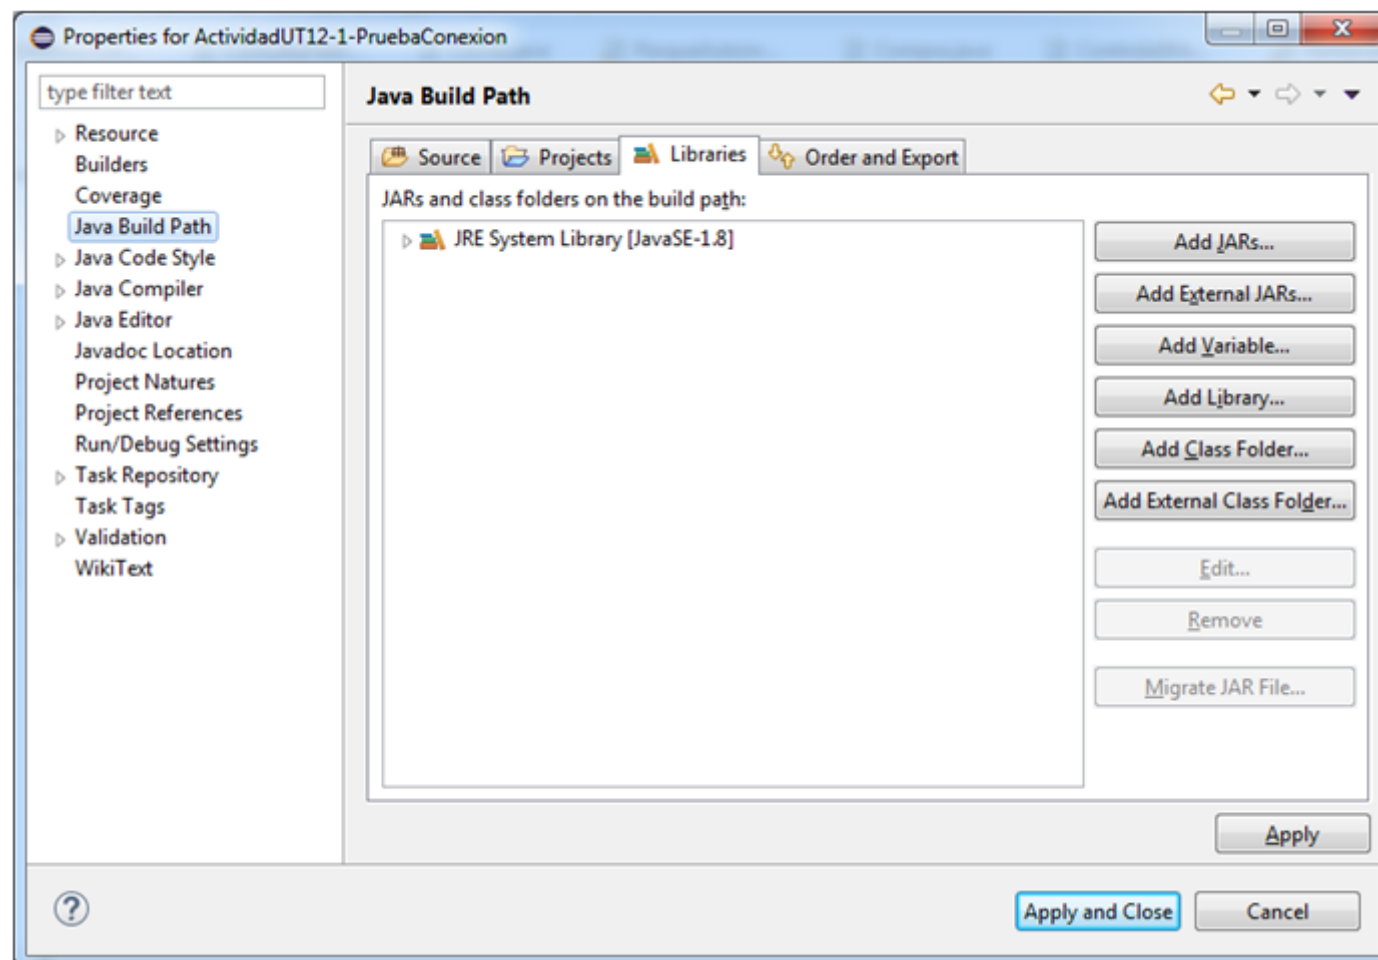 Properties for ActividadUT12-1-PruebaConexion
type filter text
Resource
Builders
Coverage
Java Build Path
Java Code Style
Java Compiler
Java Editor
Javadoc Location
Project Natures
Project References
Run/Debug Settings
Task Repository
Task Tags
Validation
WikiText
Java Build Path
Source Projects Libraries Order and Export
JARs and class folders on the build path:
JRE System Library [JavaSE-1.8]
Add JARs...
Add External JARs...
Add Variable...
Add Library...
Add Class Folder...
Add External Class Folder...
Edit...
Remove
Migrate JAR File...
Apply
?
Apply and Close Cancel